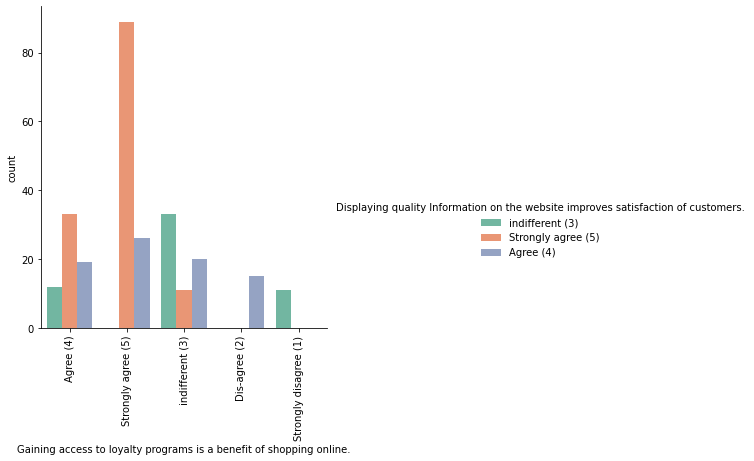 80
60
40
20
0
count
Agree (4)
Strongly agree (5)
indifferent (3)
Dis-agree (2)
Strongly disagree (1)
Gaining access to loyalty programs is a benefit of shopping online.
Displaying quality Information on the website improves satisfaction of customers.
indifferent (3)
Strongly agree (5)
Agree (4)